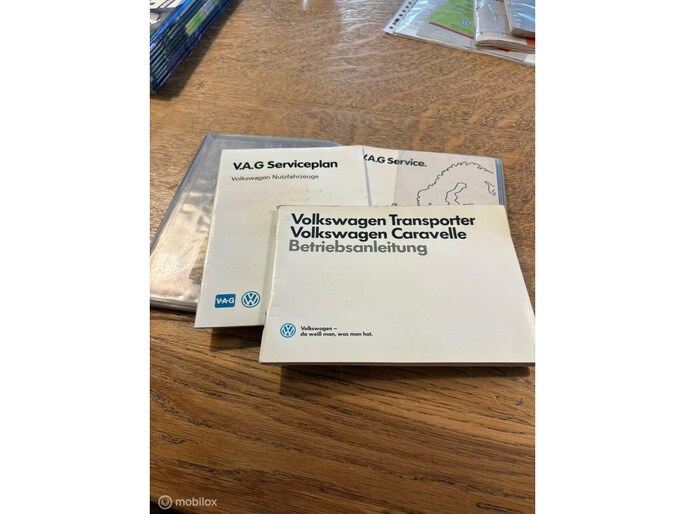 V.A.G Serviceplan
Volkswagen Nutzfahrzeuge
V.A.G Service.
Volkswagen Transporter
Volkswagen Caravelle
Betriebsanleitung
V·A·G
Volkswagen –
da weiß man, was man hat.
mobilox